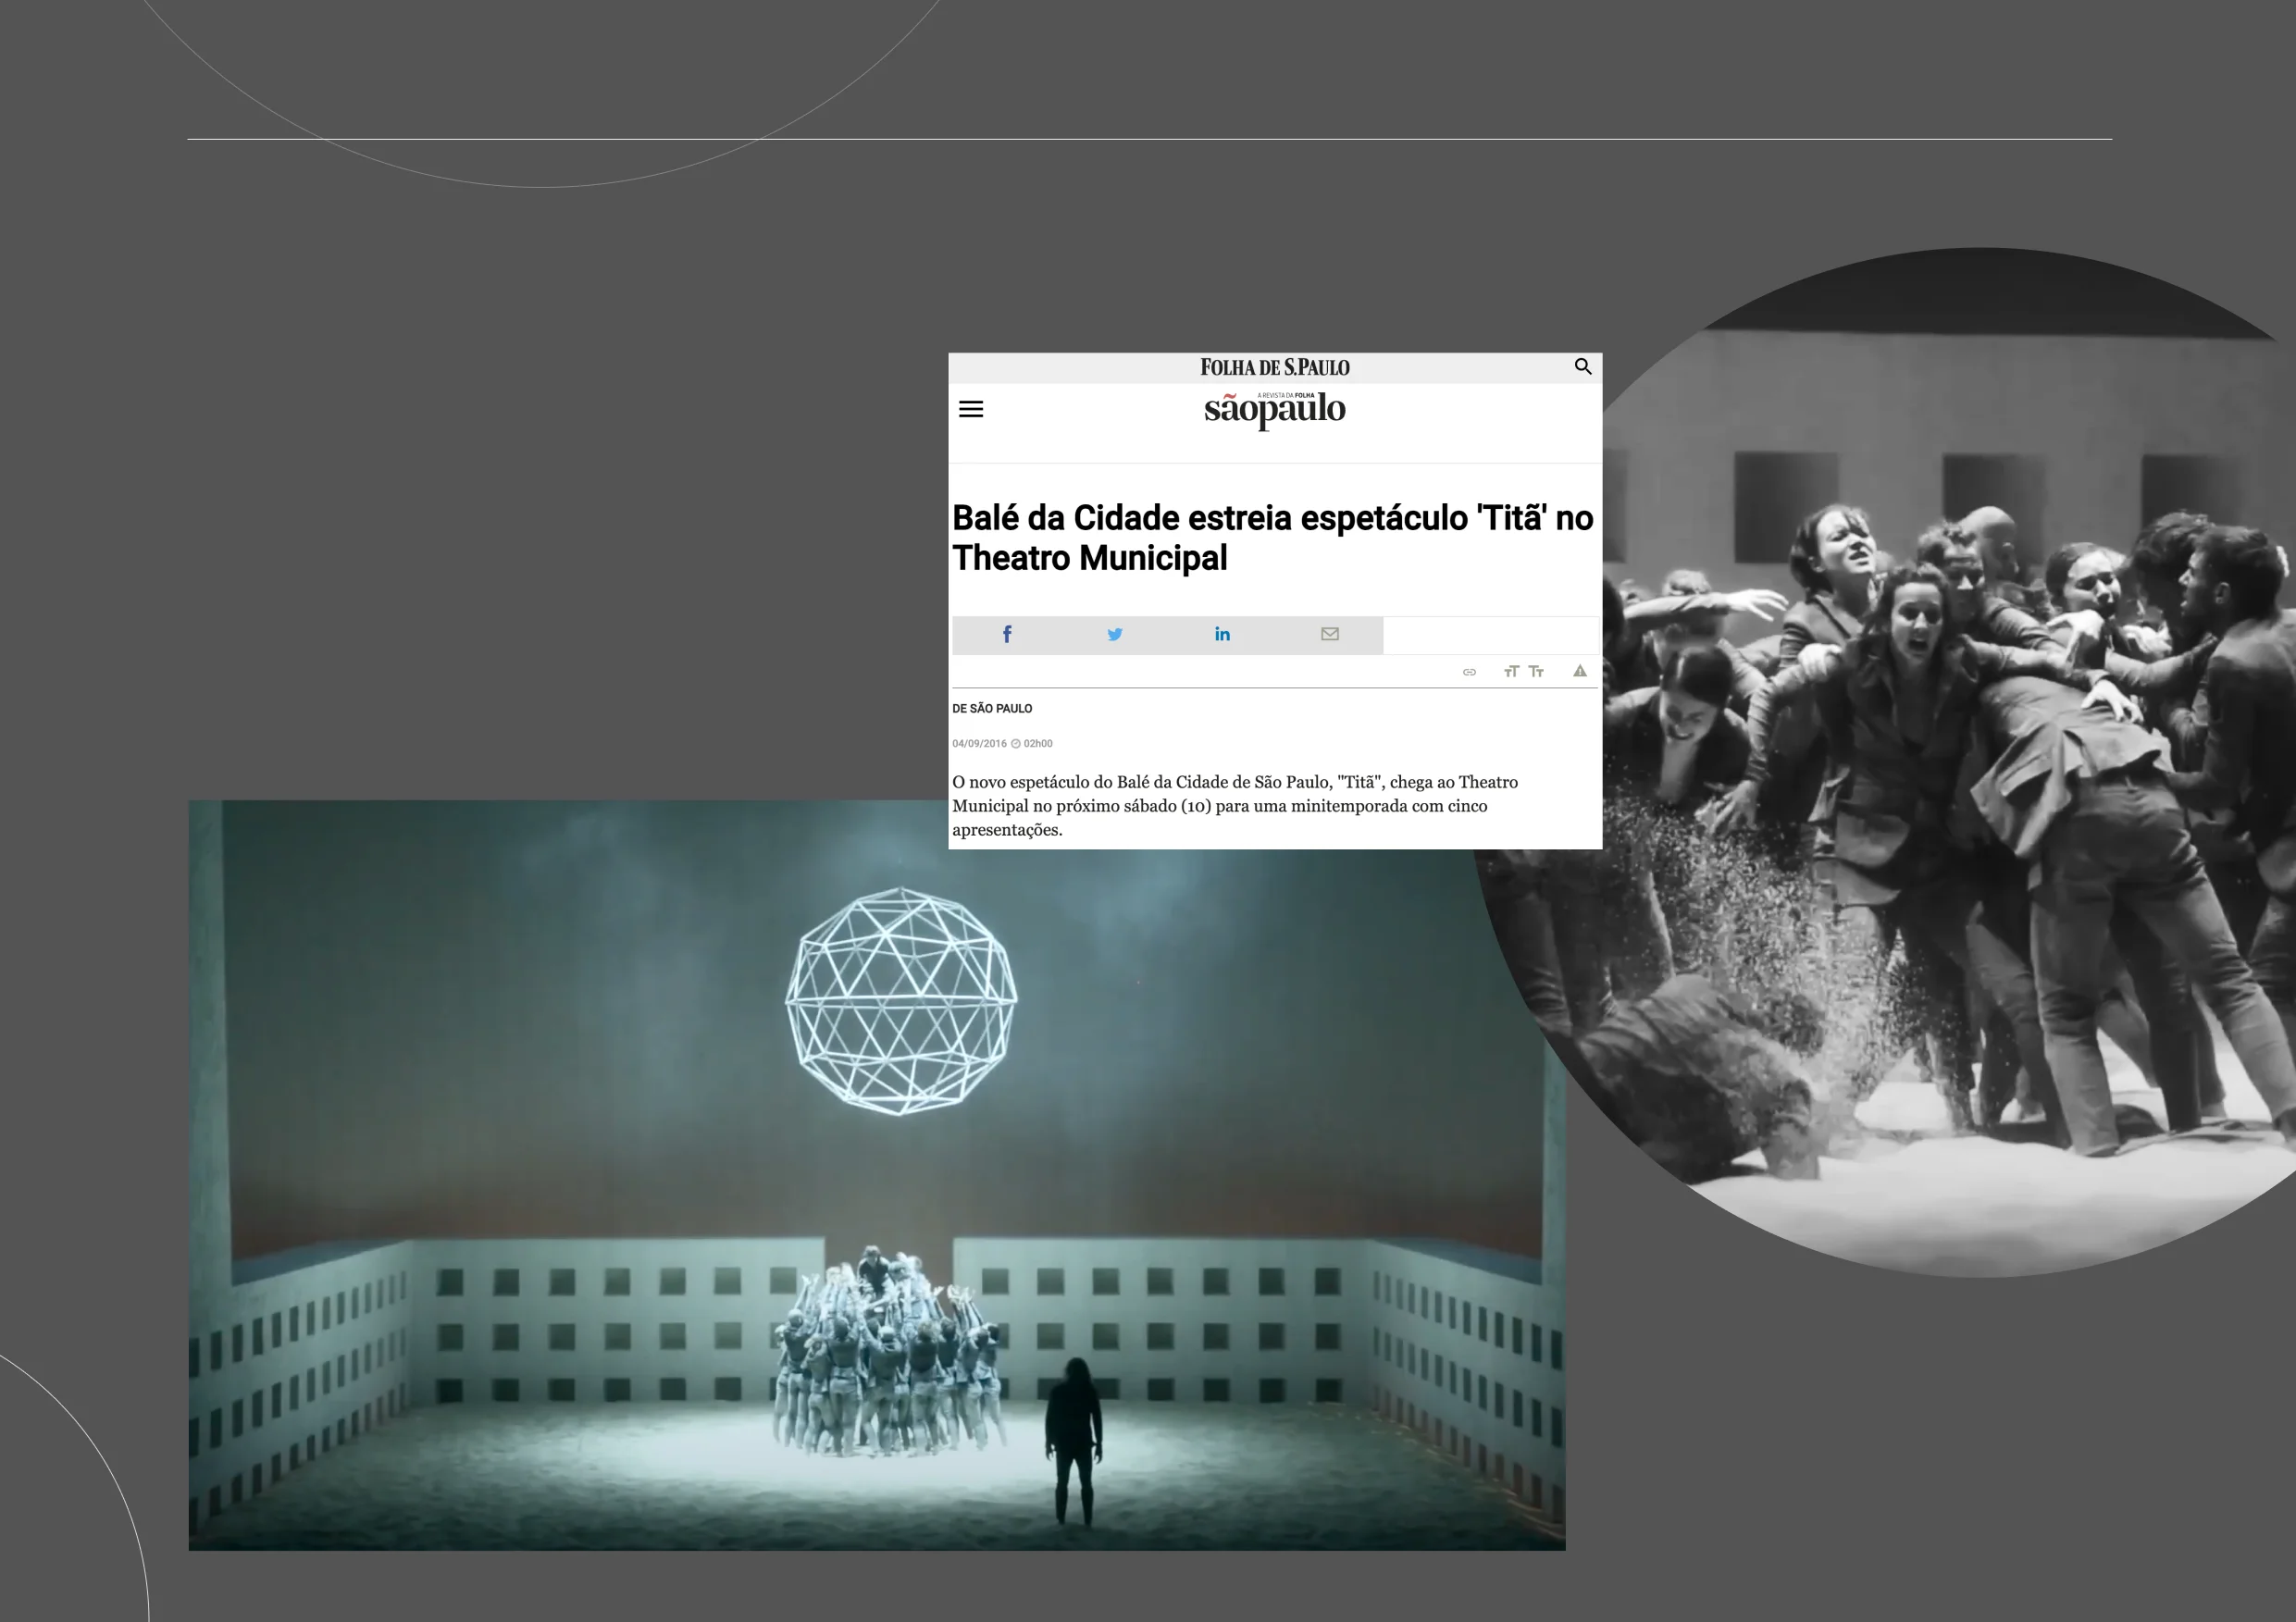 FOLHA DE S.PAULO
A REVISTA DA FOLHA
sãopaulo
Balé da Cidade estreia espetáculo 'Titã' no
Theatro Municipal
DE SÃO PAULO
04/09/2016 02h00
O novo espetáculo do Balé da Cidade de São Paulo, "Titã", chega ao Theatro
Municipal no próximo sábado (10) para uma minitemporada com cinco
apresentações.